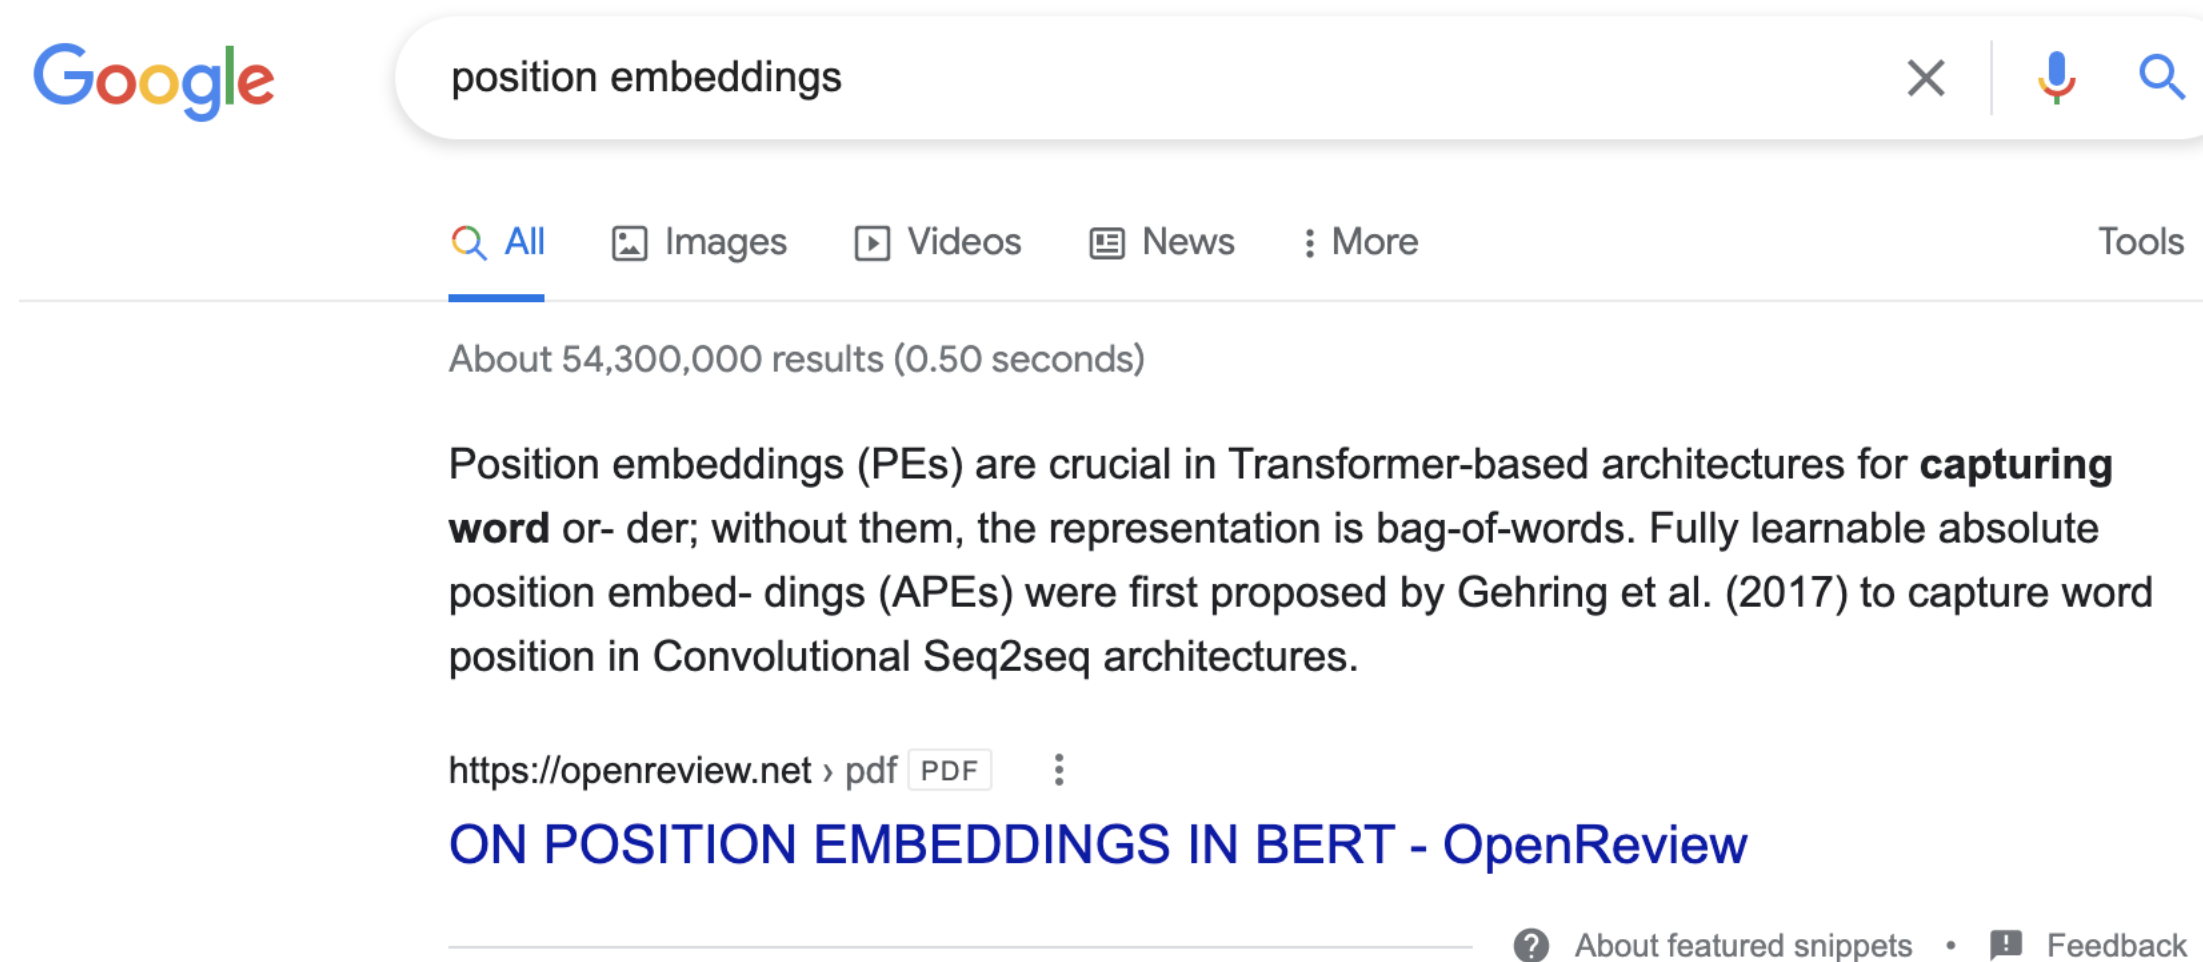 Google
position embeddings
All Images Videos News More Tools
About 54,300,000 results (0.50 seconds)
Position embeddings (PEs) are crucial in Transformer-based architectures for capturing
word or- der; without them, the representation is bag-of-words. Fully learnable absolute
position embed- dings (APEs) were first proposed by Gehring et al. (2017) to capture word
position in Convolutional Seq2seq architectures.
https://openreview.net › pdf PDF
ON POSITION EMBEDDINGS IN BERT - OpenReview
About featured snippets • Feedback